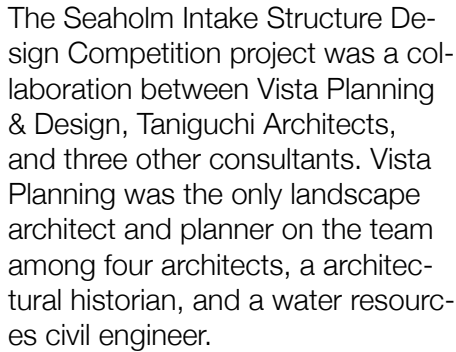 The Seaholm Intake Structure De-
sign Competition project was a col-
laboration between Vista Planning
& Design, Taniguchi Architects,
and three other consultants. Vista
Planning was the only landscape
architect and planner on the team
among four architects, a architec-
tural historian, and a water resourc-
es civil engineer.